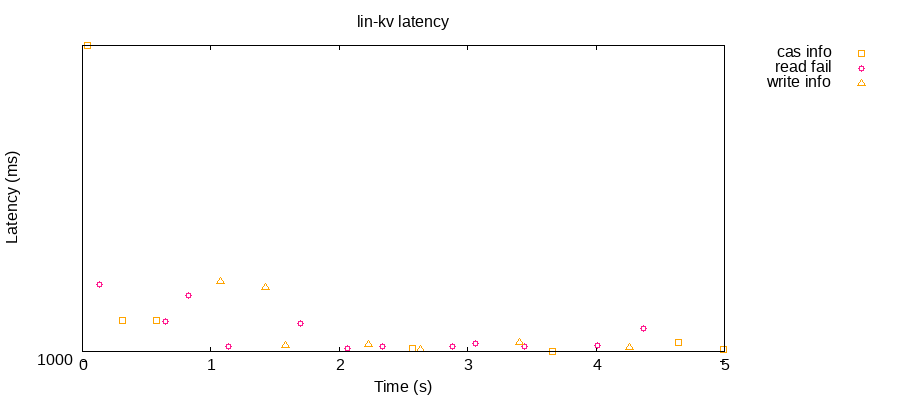 lin-kv latency
cas info
read fail
write info
Latency (ms)
1000
0 1 2 3 4 5
Time (s)